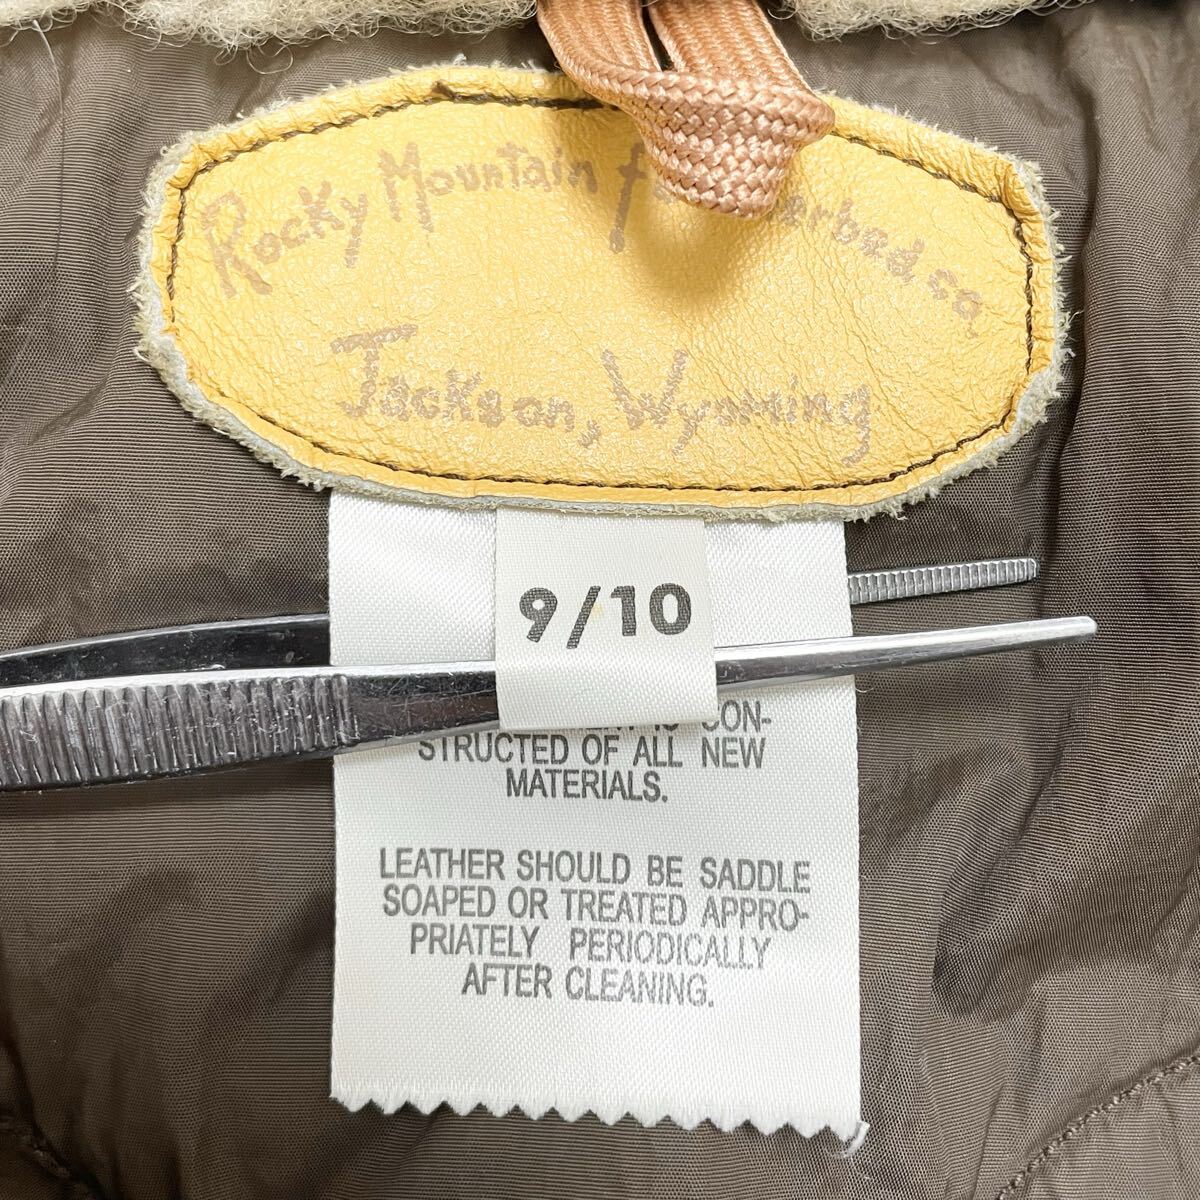 Rocky Mountain Featherbed co.
Jackson, Wyoming
9/10
CON-
STRUCTED OF ALL NEW
MATERIALS.
LEATHER SHOULD BE SADDLE
SOAPED OR TREATED APPRO-
PRIATELY PERIODICALLY
AFTER CLEANING.